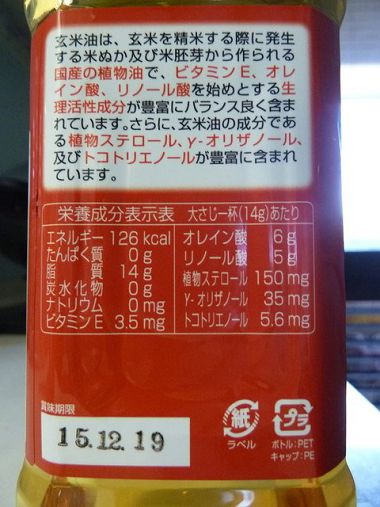 玄米油は、玄米を精米する際に発生
する米ぬか及び米胚芽から作られる
国産の植物油で、ビタミンE、オレ
イン酸、リノール酸を始めとする生
理活性成分が豊富にバランス良く含ま
れています。さらに、玄米油の成分であ
る植物ステロール、γ-オリザノール、
及びトコトリエノールが豊富に含まれ
ています。
栄養成分表示表 大さじ一杯(14g)あたり
エネルギー 126 kcal オレイン酸 6 g
たんぱく質 0 g リノール酸 5 g
脂質 14 g 植物ステロール 150 mg
炭水化物 0 g γ-オリザノール 35 mg
ナトリウム 0 mg トコトリエノール 5.6 mg
ビタミンE 3.5 mg
賞味期限
15.12.19
紙 プラ
ラベル ボトル:PET
キャップ:PE